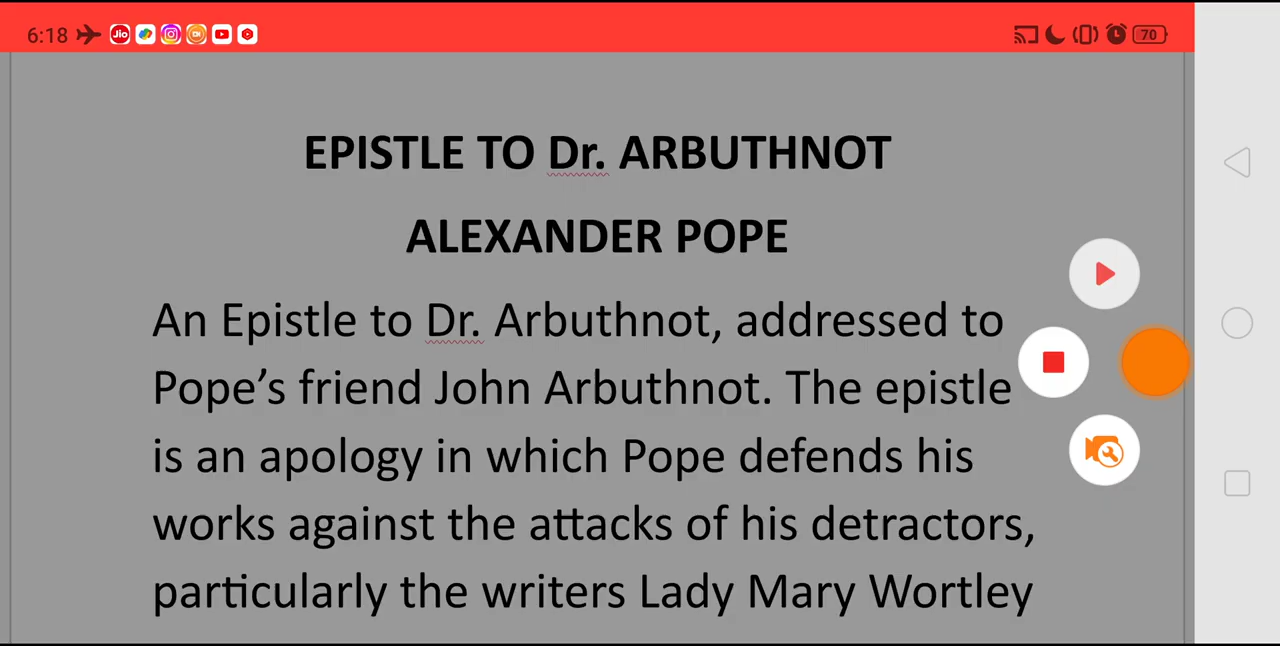 6:18 Jio 70
EPISTLE TO Dr. ARBUTHNOT
ALEXANDER POPE
An Epistle to Dr. Arbuthnot, addressed to
Pope’s friend John Arbuthnot. The epistle
is an apology in which Pope defends his
works against the attacks of his detractors,
particularly the writers Lady Mary Wortley